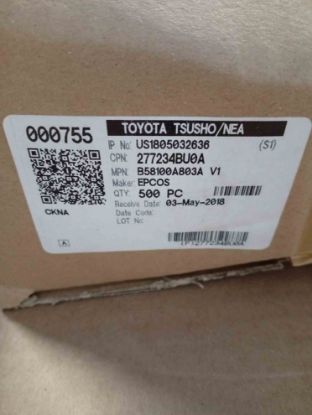 000755
TOYOTA TSUSHO/NEA
IP No: US1805032636 (S1)
CPN: 277234BU0A
MPN: B58100A803A V1
Maker: EPCOS
QTY: 500 PC
Receive Date: 03-May-2018
Date Code:
LOT No:
CKNA
A
(P)277234BU0A